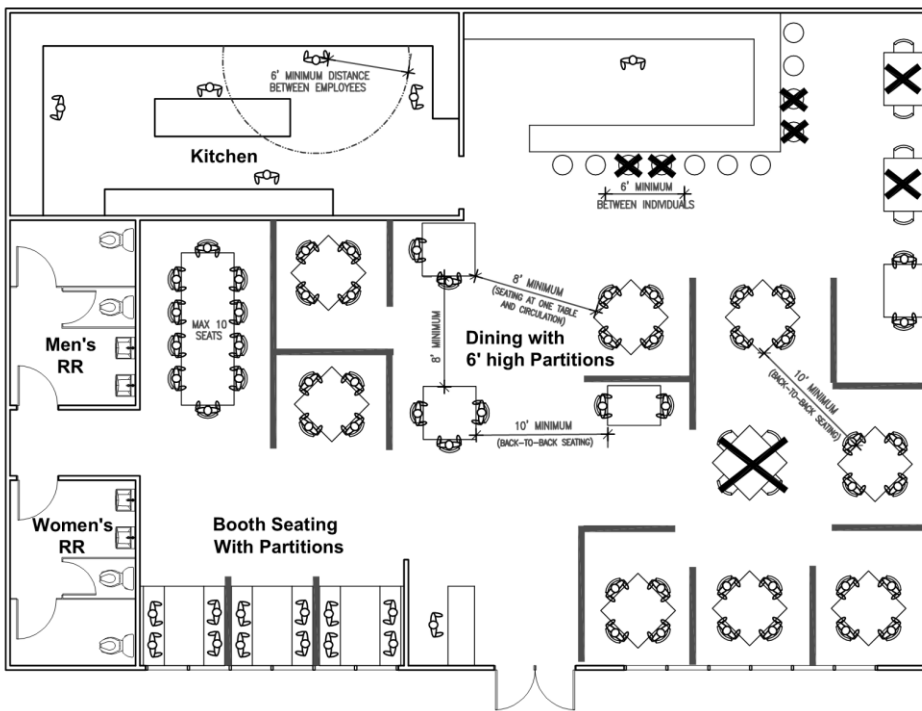 6' MINIMUM DISTANCE
BETWEEN EMPLOYEES
Kitchen
6' MINIMUM
BETWEEN INDIVIDUALS
MAX 10
SEATS
8' MINIMUM
(SEATING AT ONE TABLE
AND CIRCULATION)
8' MINIMUM
Dining with
6' high Partitions
Men's
RR
10' MINIMUM
(BACK-TO-BACK SEATING)
10' MINIMUM
(BACK-TO-BACK SEATING)
Women's
RR
Booth Seating
With Partitions